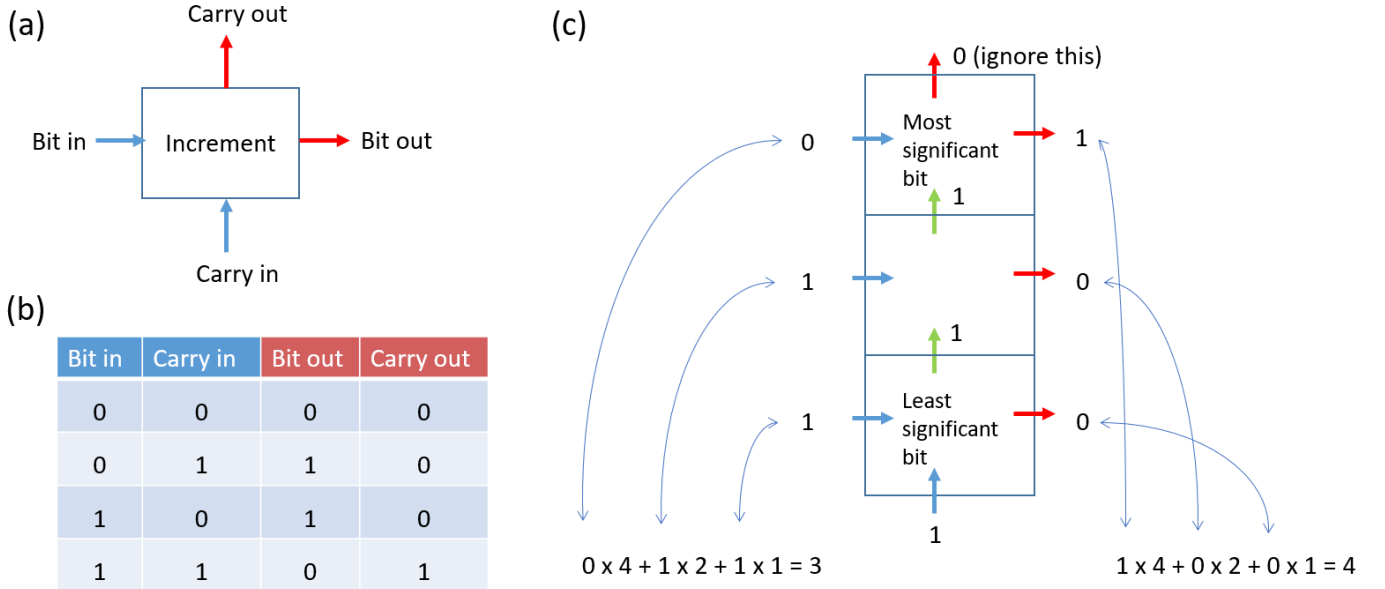 (a)
Carry out
Bit in
Increment
Bit out
Carry in
(b)
Bit in Carry in Bit out Carry out
0 0 0 0
0 1 1 0
1 0 1 0
1 1 0 1
(c)
0 (ignore this)
0
Most
significant
bit
1
1
1
0
1
1
Least
significant
bit
0
1
0 x 4 + 1 x 2 + 1 x 1 = 3
1 x 4 + 0 x 2 + 0 x 1 = 4